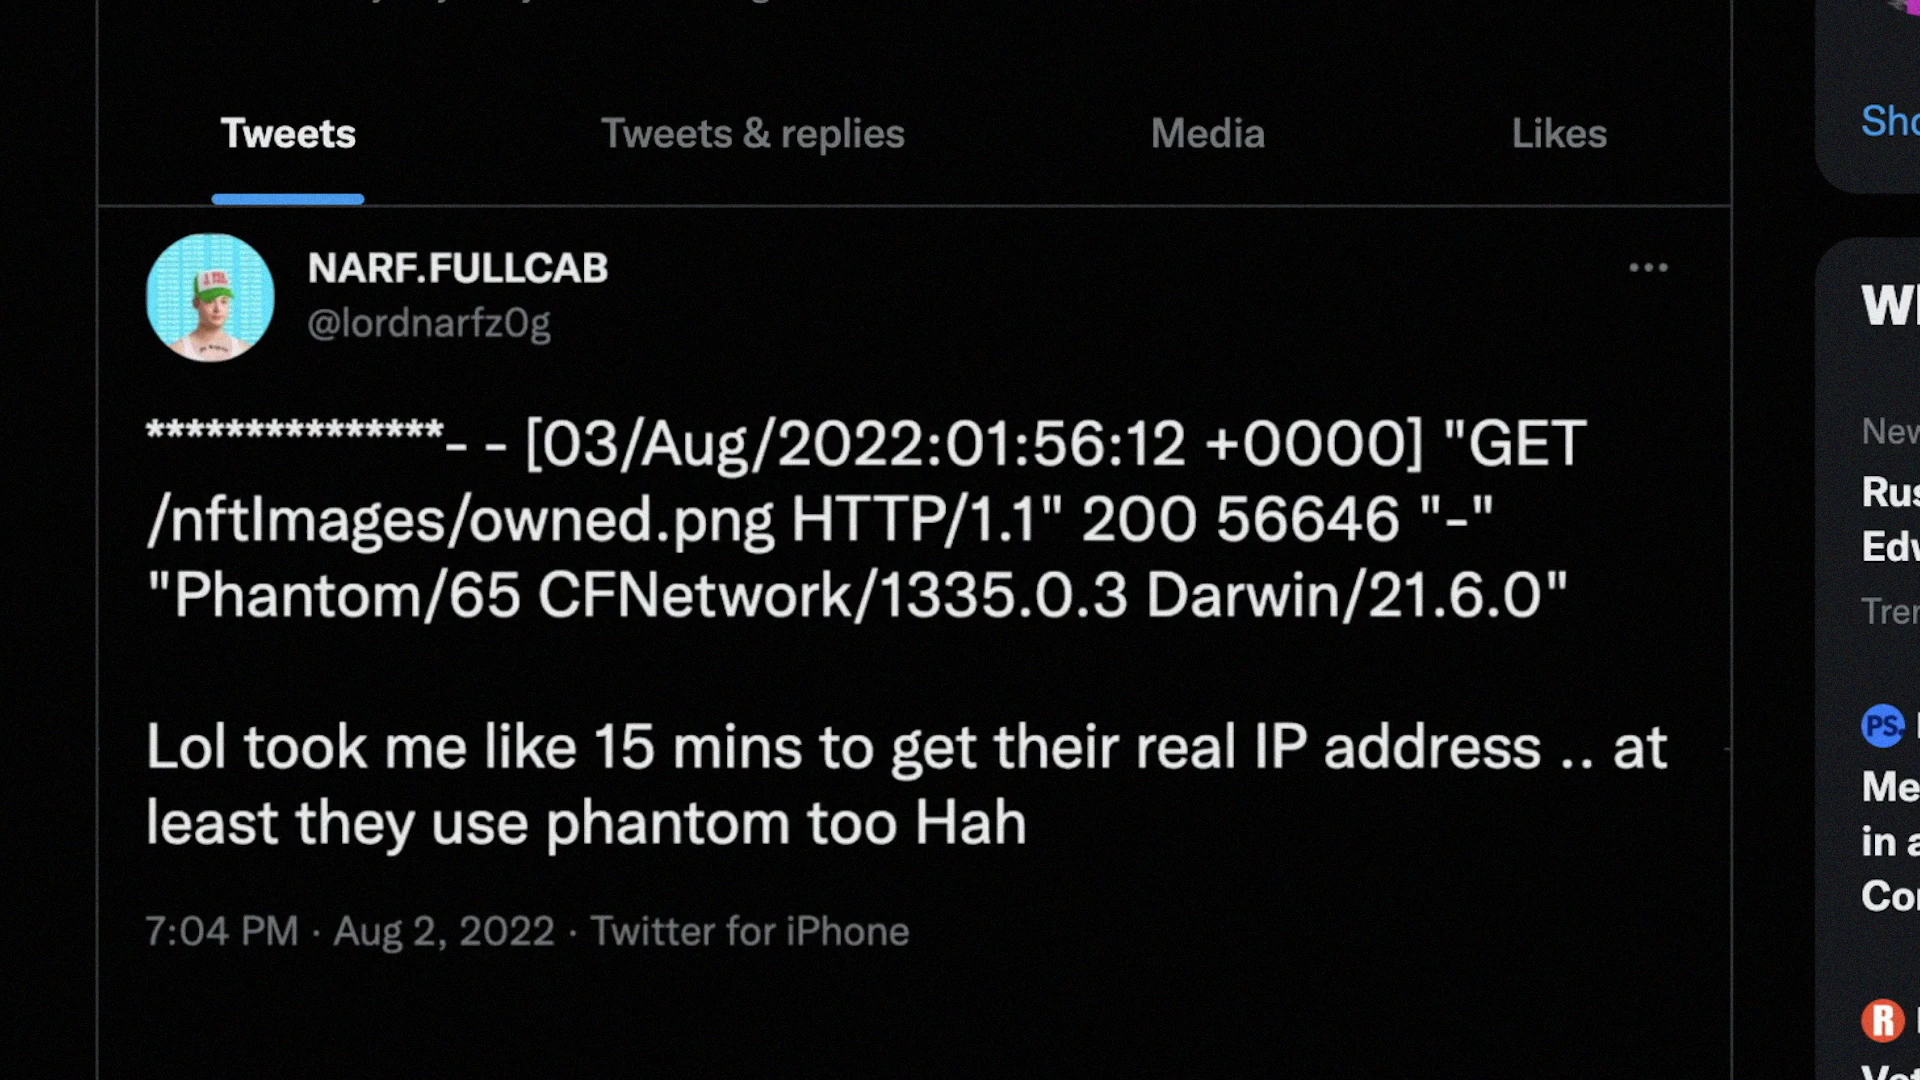 Tweets
Tweets & replies
Media
Likes
NARF.FULLCAB
@lordnarfz0g
***************- - [03/Aug/2022:01:56:12 +0000] "GET
/nftImages/owned.png HTTP/1.1" 200 56646 "-"
"Phantom/65 CFNetwork/1335.0.3 Darwin/21.6.0"
Lol took me like 15 mins to get their real IP address .. at
least they use phantom too Hah
7:04 PM · Aug 2, 2022 · Twitter for iPhone
PS.
in
R